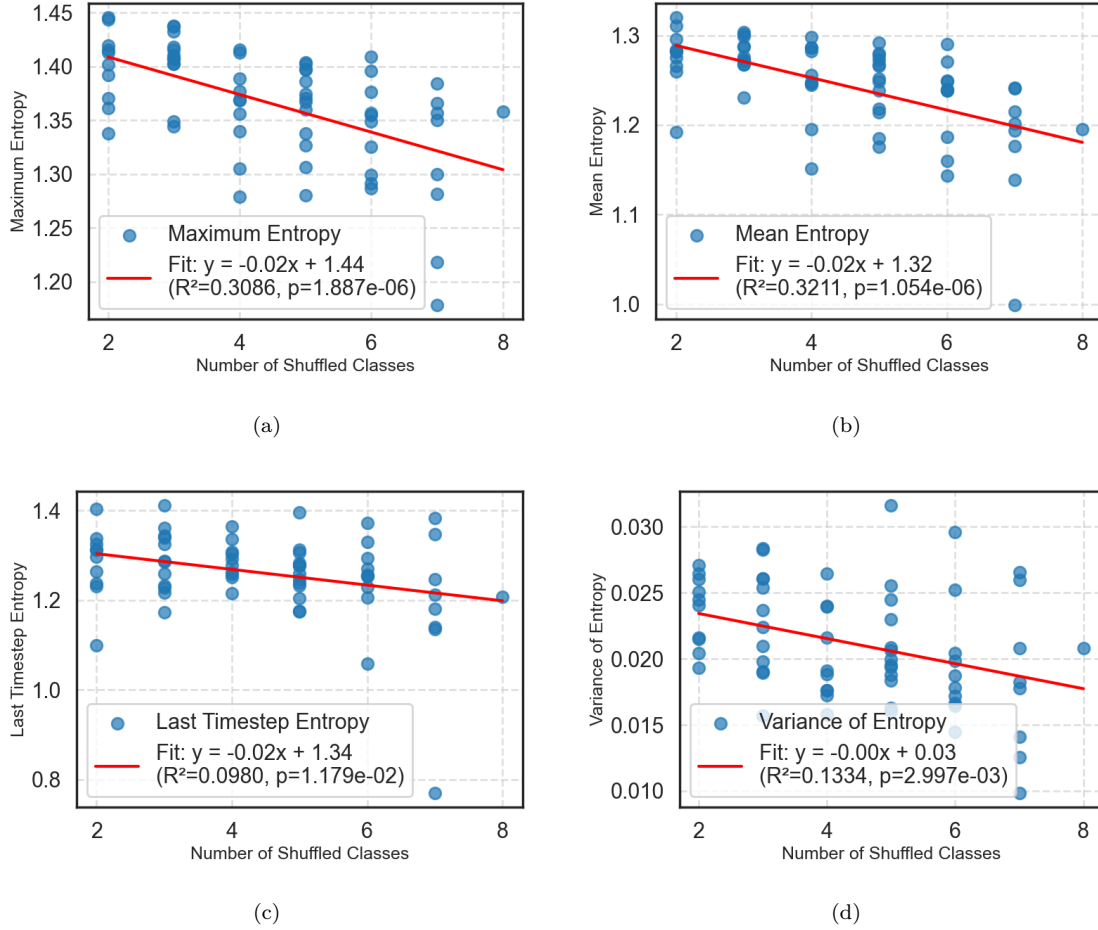 1.45
1.40
1.35
1.30
1.25
1.20
Maximum Entropy
Maximum Entropy
Fit: y = -0.02x + 1.44
(R²=0.3086, p=1.887e-06)
2 4 6 8
Number of Shuffled Classes
(a)
1.3
1.2
1.1
1.0
Mean Entropy
Mean Entropy
Fit: y = -0.02x + 1.32
(R²=0.3211, p=1.054e-06)
2 4 6 8
Number of Shuffled Classes
(b)
1.4
1.2
1.0
0.8
Last Timestep Entropy
Last Timestep Entropy
Fit: y = -0.02x + 1.34
(R²=0.0980, p=1.179e-02)
2 4 6 8
Number of Shuffled Classes
(c)
0.030
0.025
0.020
0.015
0.010
Variance of Entropy
Variance of Entropy
Fit: y = -0.00x + 0.03
(R²=0.1334, p=2.997e-03)
2 4 6 8
Number of Shuffled Classes
(d)